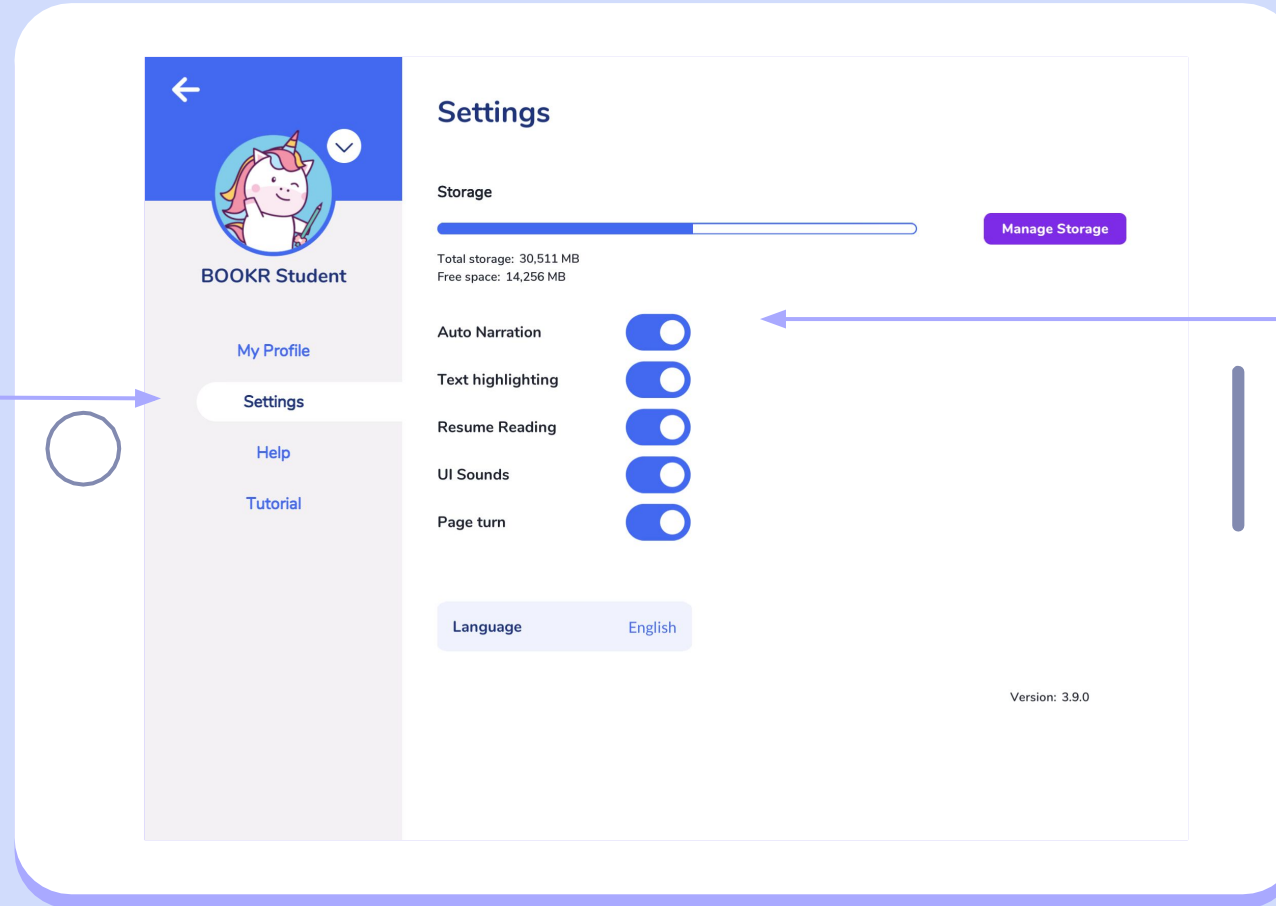 BOOKR Student
My Profile
Settings
Help
Tutorial
Settings
Storage
Manage Storage
Total storage: 30,511 MB
Free space: 14,256 MB
Auto Narration
Text highlighting
Resume Reading
UI Sounds
Page turn
Language English
Version: 3.9.0